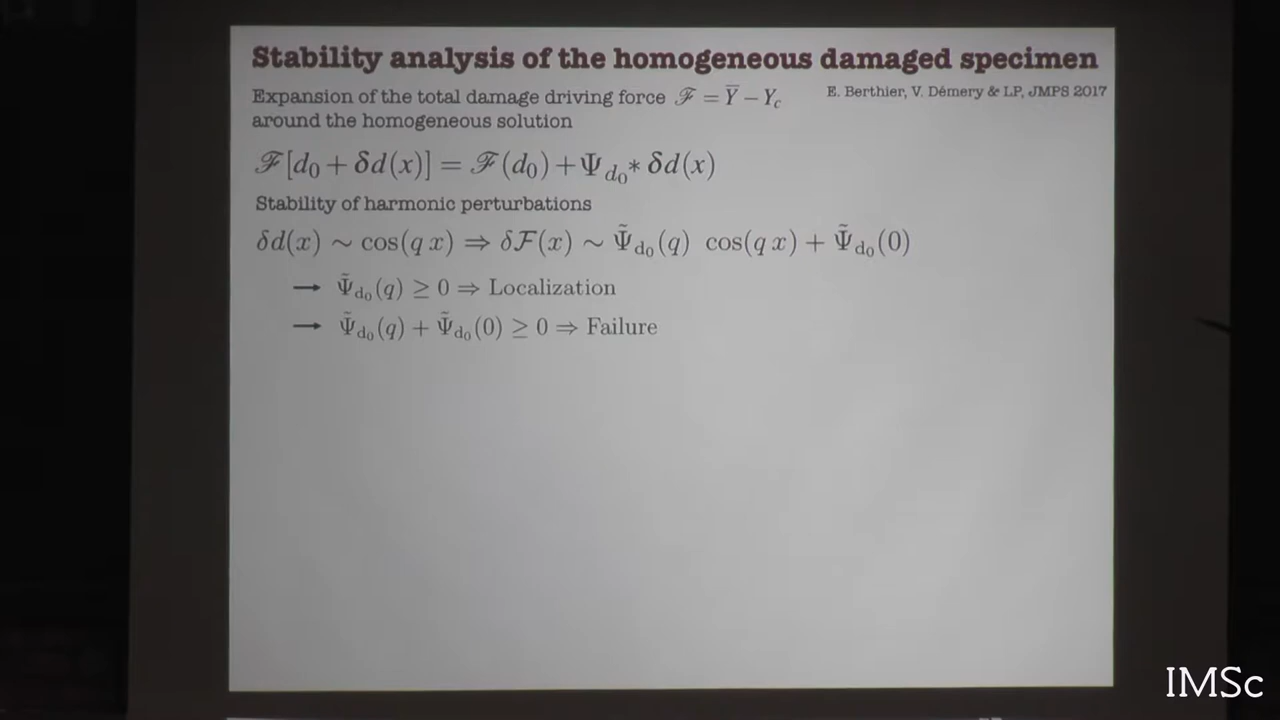 Stability analysis of the homogeneous damaged specimen
Expansion of the total damage driving force ℱ = Y̅ − Y_c
E. Berthier, V. Démery & LP, JMPS 2017
around the homogeneous solution
ℱ[d₀ + δd(x)] = ℱ(d₀) + Ψ_{d₀} * δd(x)
Stability of harmonic perturbations
δd(x) ∼ cos(q x) ⇒ δℱ(x) ∼ Ψ̃_{d₀}(q) cos(q x) + Ψ̃_{d₀}(0)
→ Ψ̃_{d₀}(q) ≥ 0 ⇒ Localization
→ Ψ̃_{d₀}(q) + Ψ̃_{d₀}(0) ≥ 0 ⇒ Failure
IMSc